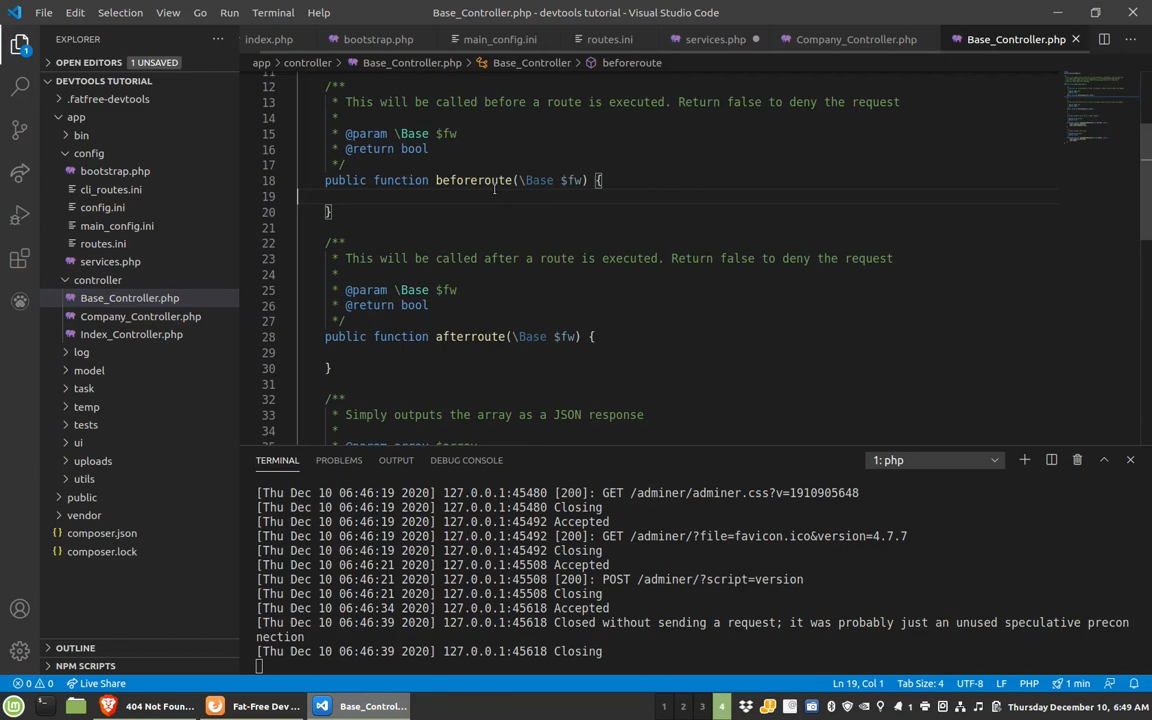 File Edit Selection View Go Run Terminal Help Base_Controller.php - devtools tutorial - Visual Studio Code
EXPLORER
index.php bootstrap.php main_config.ini routes.ini services.php Company_Controller.php Base_Controller.php
1
OPEN EDITORS 1 UNSAVED
app > controller > Base_Controller.php > Base_Controller > beforeroute
DEVTOOLS TUTORIAL
.fatfree-devtools
app
bin
config
bootstrap.php
cli_routes.ini
config.ini
main_config.ini
routes.ini
services.php
controller
Base_Controller.php
Company_Controller.php
Index_Controller.php
log
model
task
temp
tests
ui
uploads
utils
public
vendor
composer.json
composer.lock
OUTLINE
NPM SCRIPTS
11
12 /**
13 * This will be called before a route is executed. Return false to deny the request
14 *
15 * @param \Base $fw
16 * @return bool
17 */
18 public function beforeroute(\Base $fw) {
19
20 }
21
22 /**
23 * This will be called after a route is executed. Return false to deny the request
24 *
25 * @param \Base $fw
26 * @return bool
27 */
28 public function afterroute(\Base $fw) {
29
30 }
31
32 /**
33 * Simply outputs the array as a JSON response
34 *
35 * @param array $array
TERMINAL PROBLEMS OUTPUT DEBUG CONSOLE 1: php
[Thu Dec 10 06:46:19 2020] 127.0.0.1:45480 [200]: GET /adminer/adminer.css?v=1910905648
[Thu Dec 10 06:46:19 2020] 127.0.0.1:45480 Closing
[Thu Dec 10 06:46:19 2020] 127.0.0.1:45492 Accepted
[Thu Dec 10 06:46:19 2020] 127.0.0.1:45492 [200]: GET /adminer/?file=favicon.ico&version=4.7.7
[Thu Dec 10 06:46:19 2020] 127.0.0.1:45492 Closing
[Thu Dec 10 06:46:21 2020] 127.0.0.1:45508 Accepted
[Thu Dec 10 06:46:21 2020] 127.0.0.1:45508 [200]: POST /adminer/?script=version
[Thu Dec 10 06:46:21 2020] 127.0.0.1:45508 Closing
[Thu Dec 10 06:46:34 2020] 127.0.0.1:45618 Accepted
[Thu Dec 10 06:46:39 2020] 127.0.0.1:45618 Closed without sending a request; it was probably just an unused speculative precon
nection
[Thu Dec 10 06:46:39 2020] 127.0.0.1:45618 Closing
0 0 Live Share Ln 19, Col 1 Tab Size: 4 UTF-8 LF PHP 1 min
404 Not Foun... Fat-Free Dev ... Base_Control... 1 2 3 4 1 Thursday December 10, 6:49 AM